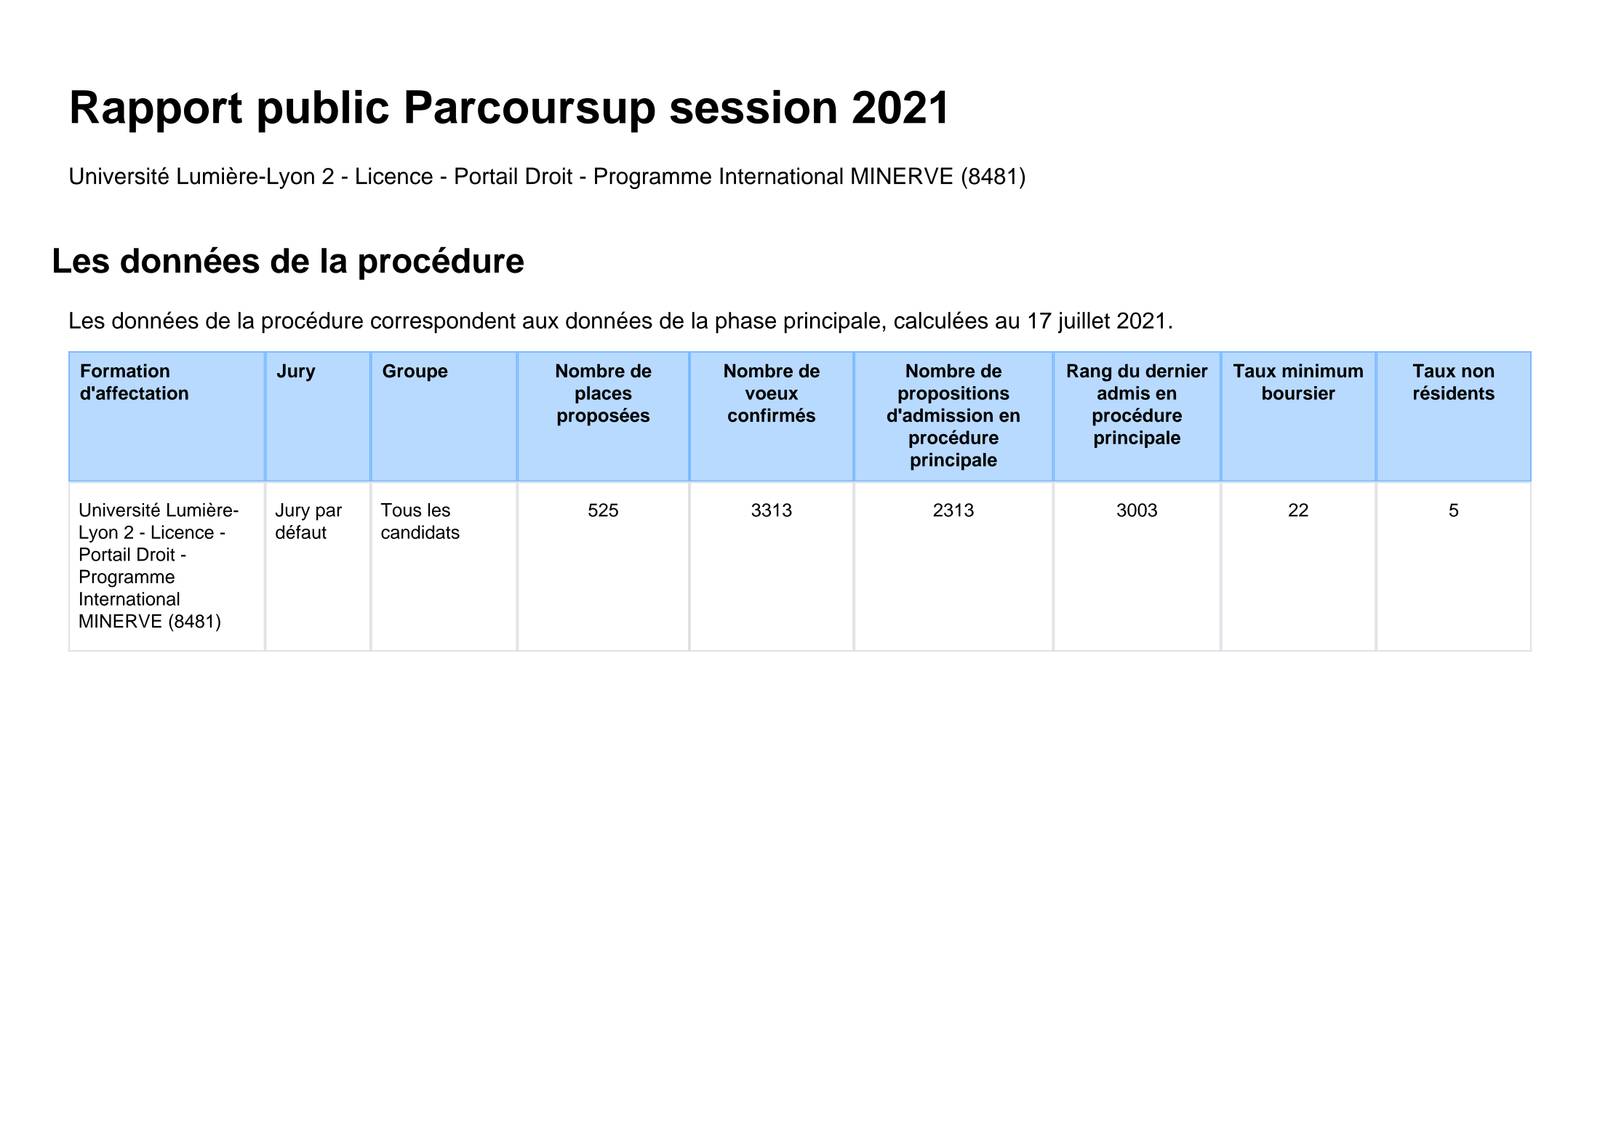 Rapport public Parcoursup session 2021
Université Lumière-Lyon 2 - Licence - Portail Droit - Programme International MINERVE (8481)
Les données de la procédure
Les données de la procédure correspondent aux données de la phase principale, calculées au 17 juillet 2021.
Formation
d'affectation
Jury
Groupe
Nombre de
places
proposées
Nombre de
voeux
confirmés
Nombre de
propositions
d'admission en
procédure
principale
Rang du dernier
admis en
procédure
principale
Taux minimum
boursier
Taux non
résidents
Université Lumière-
Lyon 2 - Licence -
Portail Droit -
Programme
International
MINERVE (8481)
Jury par
défaut
Tous les
candidats
525
3313
2313
3003
22
5